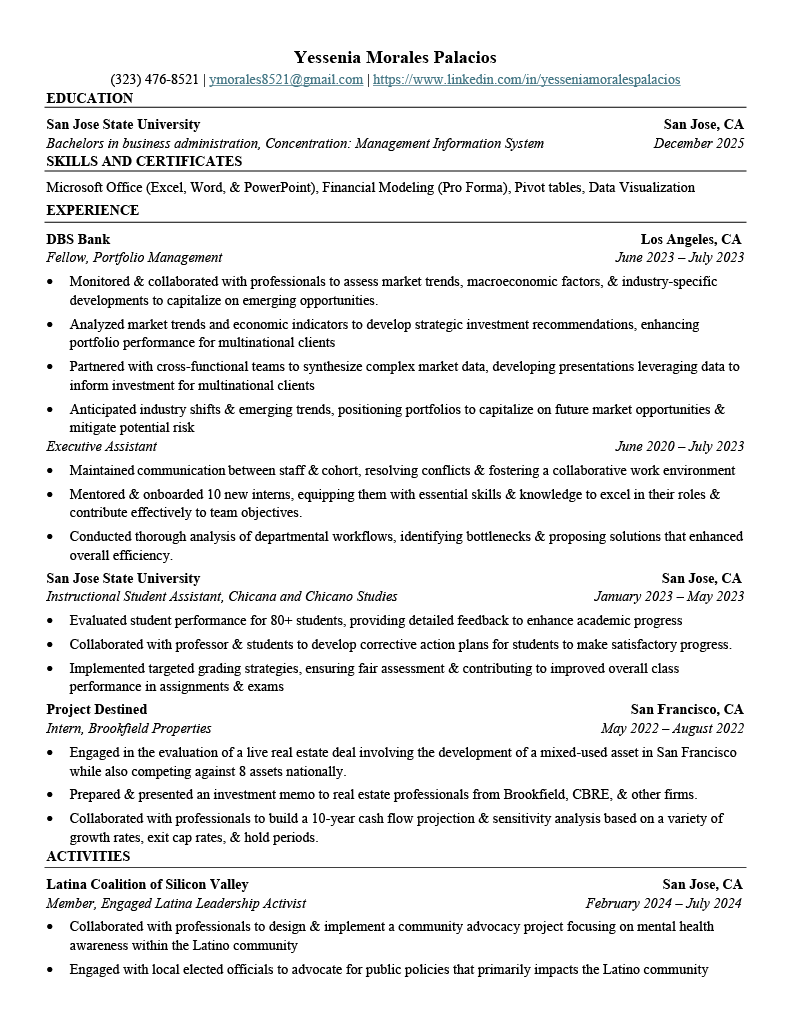 Yessenia Morales Palacios
(323) 476-8521 | ymorales8521@gmail.com | https://www.linkedin.com/in/yesseniamoralespalacios
EDUCATION
San Jose State University San Jose, CA
Bachelors in business administration, Concentration: Management Information System December 2025
SKILLS AND CERTIFICATES
Microsoft Office (Excel, Word, & PowerPoint), Financial Modeling (Pro Forma), Pivot tables, Data Visualization
EXPERIENCE
DBS Bank Los Angeles, CA
Fellow, Portfolio Management June 2023 – July 2023
• Monitored & collaborated with professionals to assess market trends, macroeconomic factors, & industry-specific
developments to capitalize on emerging opportunities.
• Analyzed market trends and economic indicators to develop strategic investment recommendations, enhancing
portfolio performance for multinational clients
• Partnered with cross-functional teams to synthesize complex market data, developing presentations leveraging data to
inform investment for multinational clients
• Anticipated industry shifts & emerging trends, positioning portfolios to capitalize on future market opportunities &
mitigate potential risk
Executive Assistant June 2020 – July 2023
• Maintained communication between staff & cohort, resolving conflicts & fostering a collaborative work environment
• Mentored & onboarded 10 new interns, equipping them with essential skills & knowledge to excel in their roles &
contribute effectively to team objectives.
• Conducted thorough analysis of departmental workflows, identifying bottlenecks & proposing solutions that enhanced
overall efficiency.
San Jose State University San Jose, CA
Instructional Student Assistant, Chicana and Chicano Studies January 2023 – May 2023
• Evaluated student performance for 80+ students, providing detailed feedback to enhance academic progress
• Collaborated with professor & students to develop corrective action plans for students to make satisfactory progress.
• Implemented targeted grading strategies, ensuring fair assessment & contributing to improved overall class
performance in assignments & exams
Project Destined San Francisco, CA
Intern, Brookfield Properties May 2022 – August 2022
• Engaged in the evaluation of a live real estate deal involving the development of a mixed-used asset in San Francisco
while also competing against 8 assets nationally.
• Prepared & presented an investment memo to real estate professionals from Brookfield, CBRE, & other firms.
• Collaborated with professionals to build a 10-year cash flow projection & sensitivity analysis based on a variety of
growth rates, exit cap rates, & hold periods.
ACTIVITIES
Latina Coalition of Silicon Valley San Jose, CA
Member, Engaged Latina Leadership Activist February 2024 – July 2024
• Collaborated with professionals to design & implement a community advocacy project focusing on mental health
awareness within the Latino community
• Engaged with local elected officials to advocate for public policies that primarily impacts the Latino community